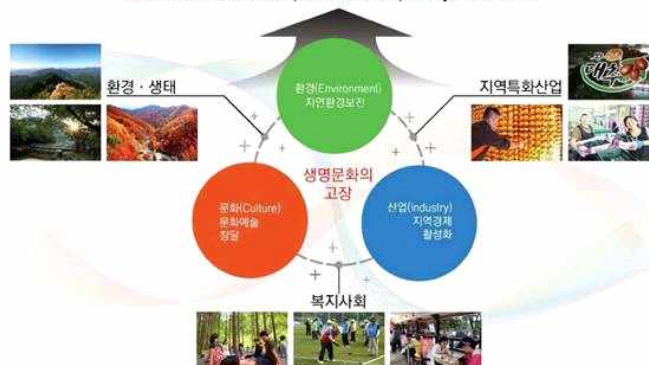 환경(Environment)
자연환경보전
환경 · 생태
지역특화산업
대추
생명문화의
고장
문화(Culture)
문화예술
창달
산업(industry)
지역경제
활성화
복지사회